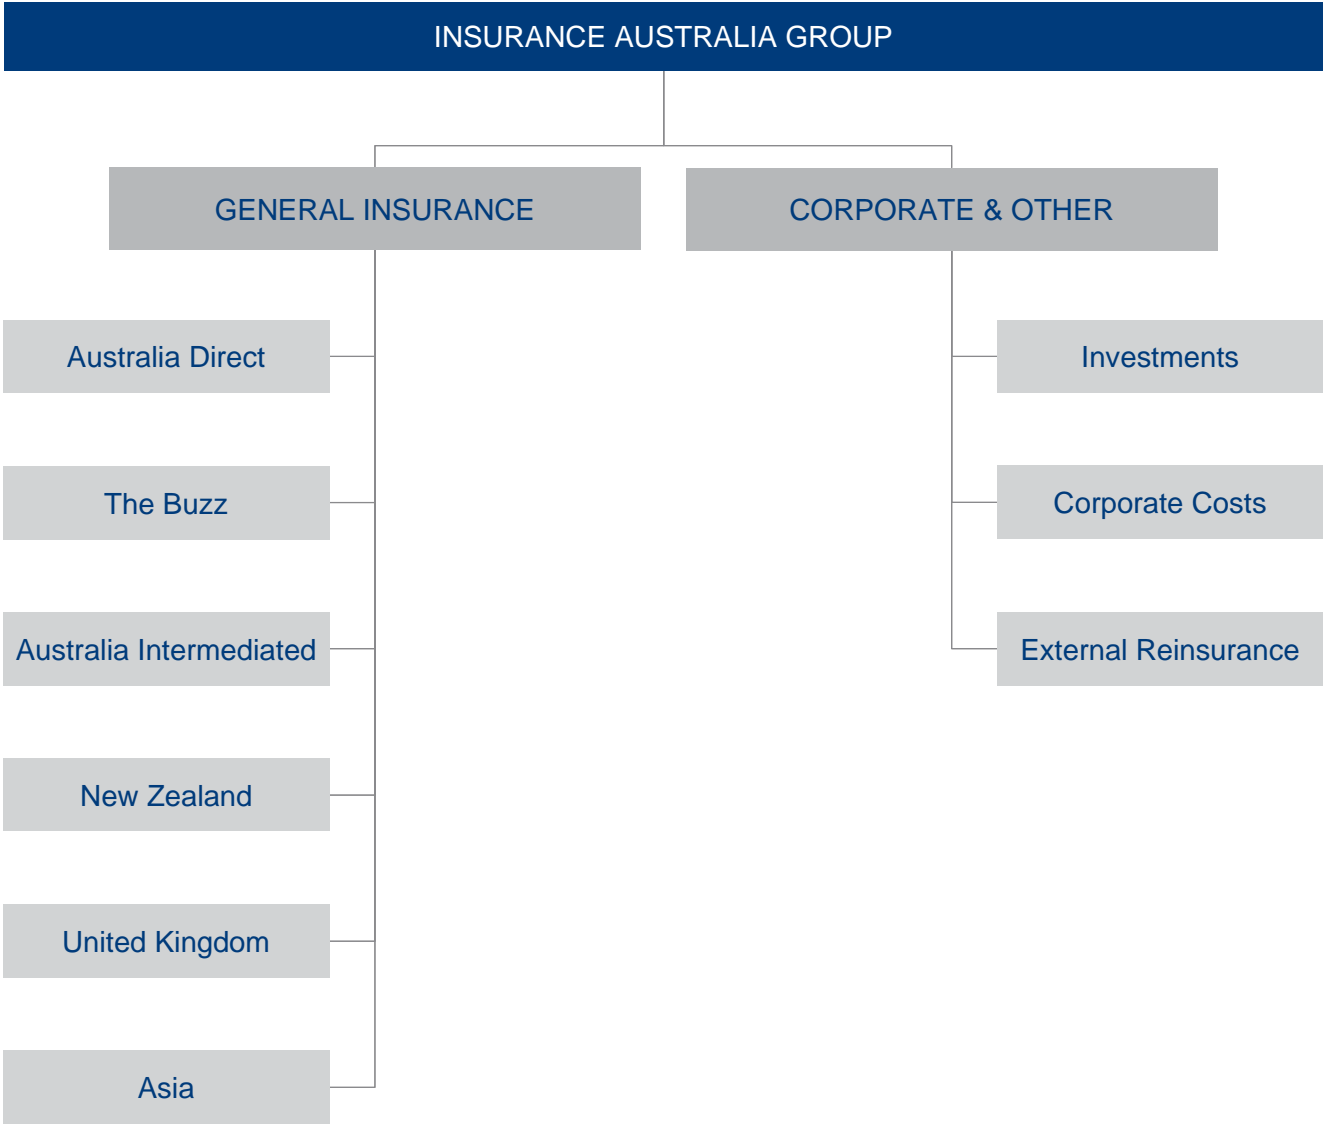 INSURANCE AUSTRALIA GROUP
GENERAL INSURANCE
CORPORATE & OTHER
Australia Direct
The Buzz
Australia Intermediated
New Zealand
United Kingdom
Asia
Investments
Corporate Costs
External Reinsurance